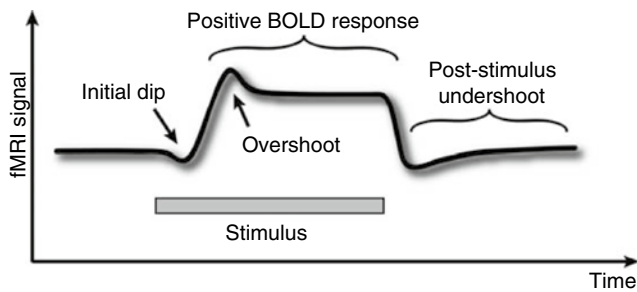 Positive BOLD response
Initial dip
Post-stimulus
undershoot
Overshoot
fMRI signal
Stimulus
Time